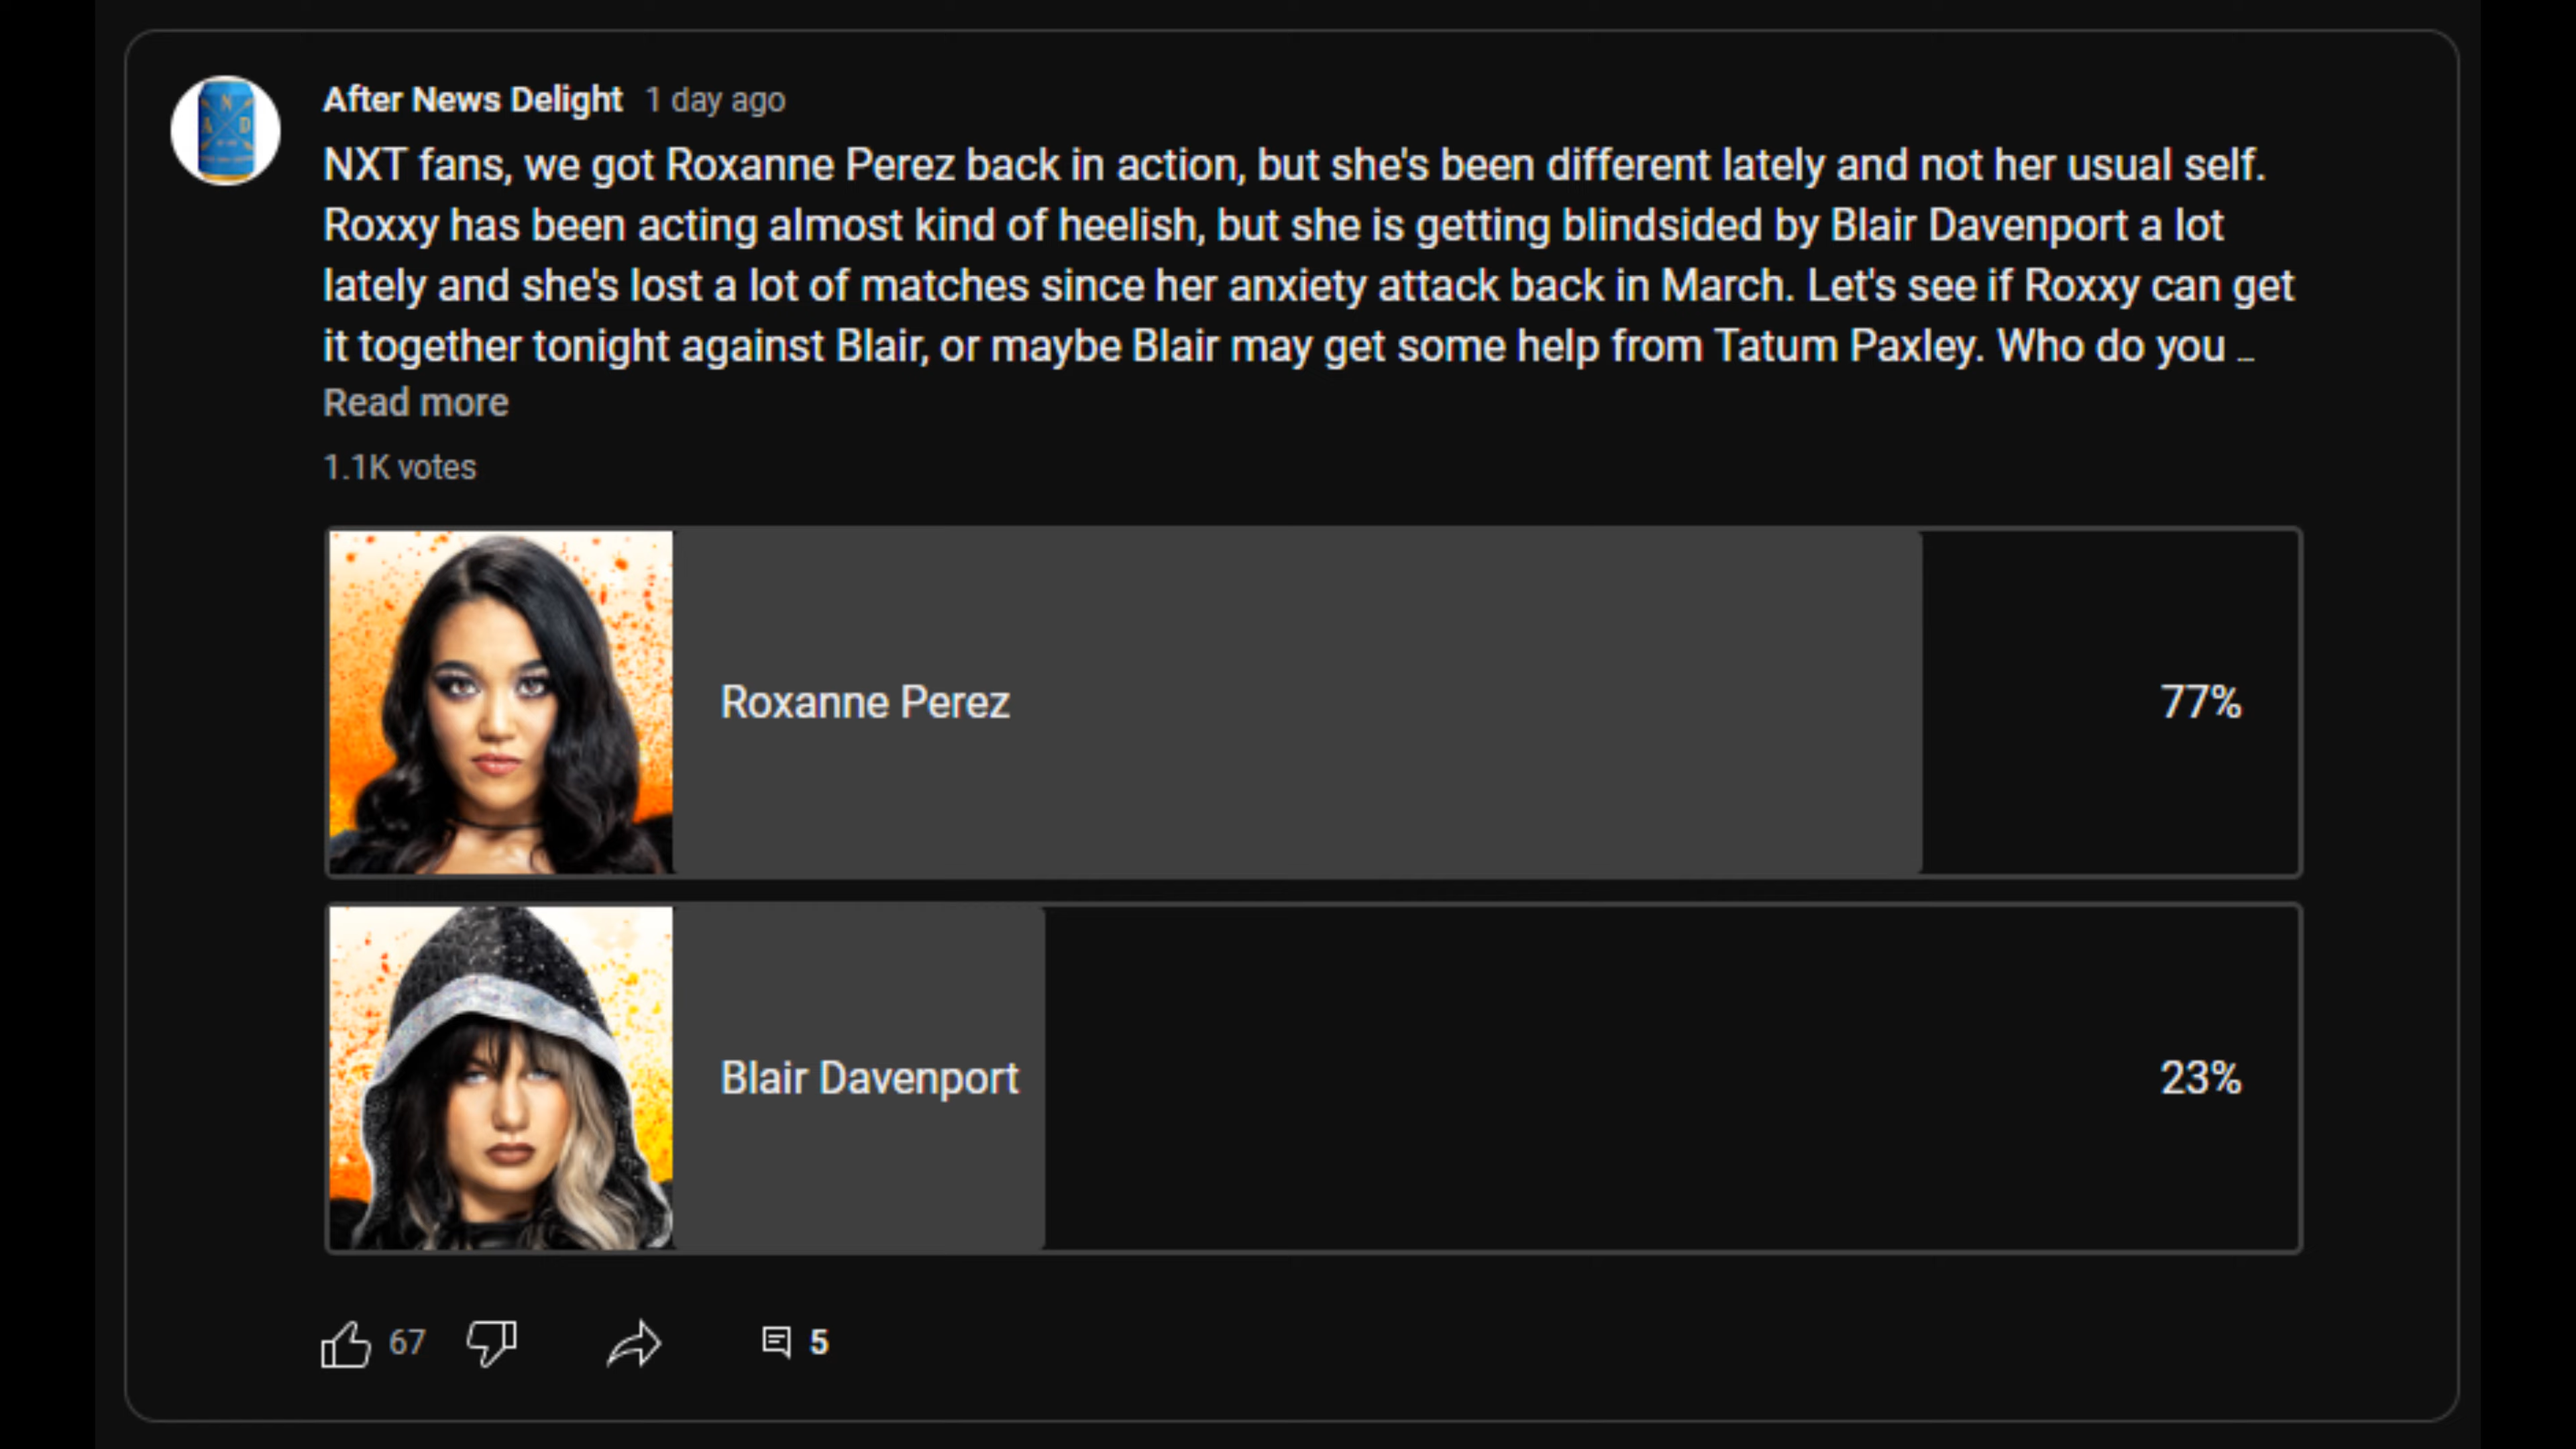 After News Delight 1 day ago
NXT fans, we got Roxanne Perez back in action, but she's been different lately and not her usual self.
Roxxy has been acting almost kind of heelish, but she is getting blindsided by Blair Davenport a lot
lately and she's lost a lot of matches since her anxiety attack back in March. Let's see if Roxxy can get
it together tonight against Blair, or maybe Blair may get some help from Tatum Paxley. Who do you ...
Read more
1.1K votes
Roxanne Perez 77%
Blair Davenport 23%
67 5
N
A D